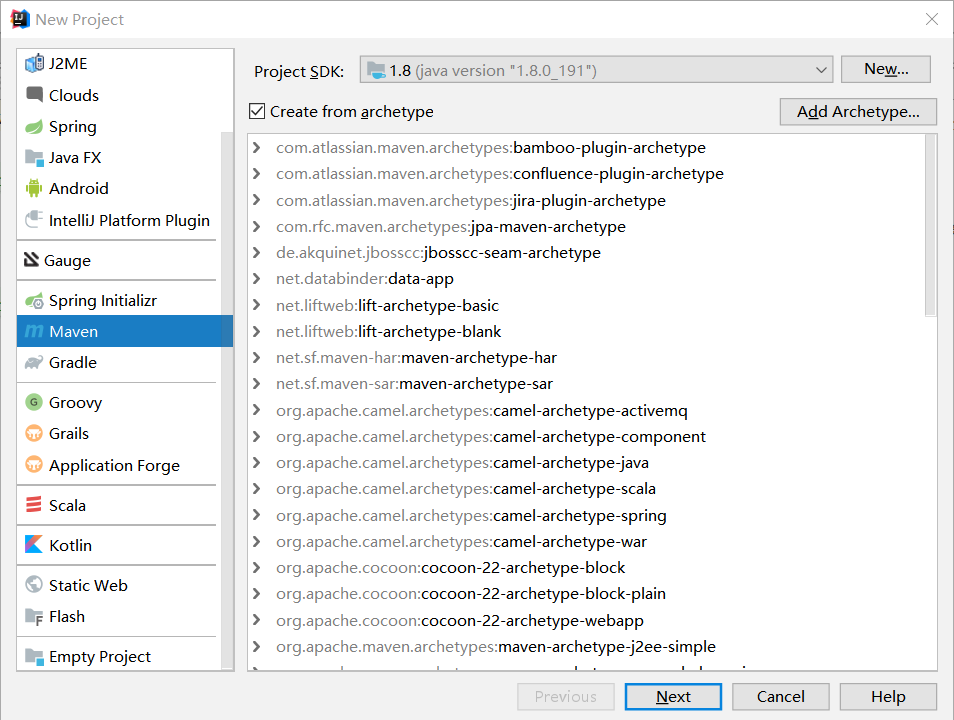 New Project
J2ME
Clouds
Spring
Java FX
Android
IntelliJ Platform Plugin
Gauge
Spring Initializr
Maven
Gradle
Groovy
Grails
Application Forge
Scala
Kotlin
Static Web
Flash
Empty Project
Project SDK: 1.8 (java version "1.8.0_191") New...
Create from archetype Add Archetype...
com.atlassian.maven.archetypes:bamboo-plugin-archetype
com.atlassian.maven.archetypes:confluence-plugin-archetype
com.atlassian.maven.archetypes:jira-plugin-archetype
com.rfc.maven.archetypes:jpa-maven-archetype
de.akquinet.jbosscc:jbosscc-seam-archetype
net.databinder:data-app
net.liftweb:lift-archetype-basic
net.liftweb:lift-archetype-blank
net.sf.maven-har:maven-archetype-har
net.sf.maven-sar:maven-archetype-sar
org.apache.camel.archetypes:camel-archetype-activemq
org.apache.camel.archetypes:camel-archetype-component
org.apache.camel.archetypes:camel-archetype-java
org.apache.camel.archetypes:camel-archetype-scala
org.apache.camel.archetypes:camel-archetype-spring
org.apache.camel.archetypes:camel-archetype-war
org.apache.cocoon:cocoon-22-archetype-block
org.apache.cocoon:cocoon-22-archetype-block-plain
org.apache.cocoon:cocoon-22-archetype-webapp
org.apache.maven.archetypes:maven-archetype-j2ee-simple
Previous Next Cancel Help